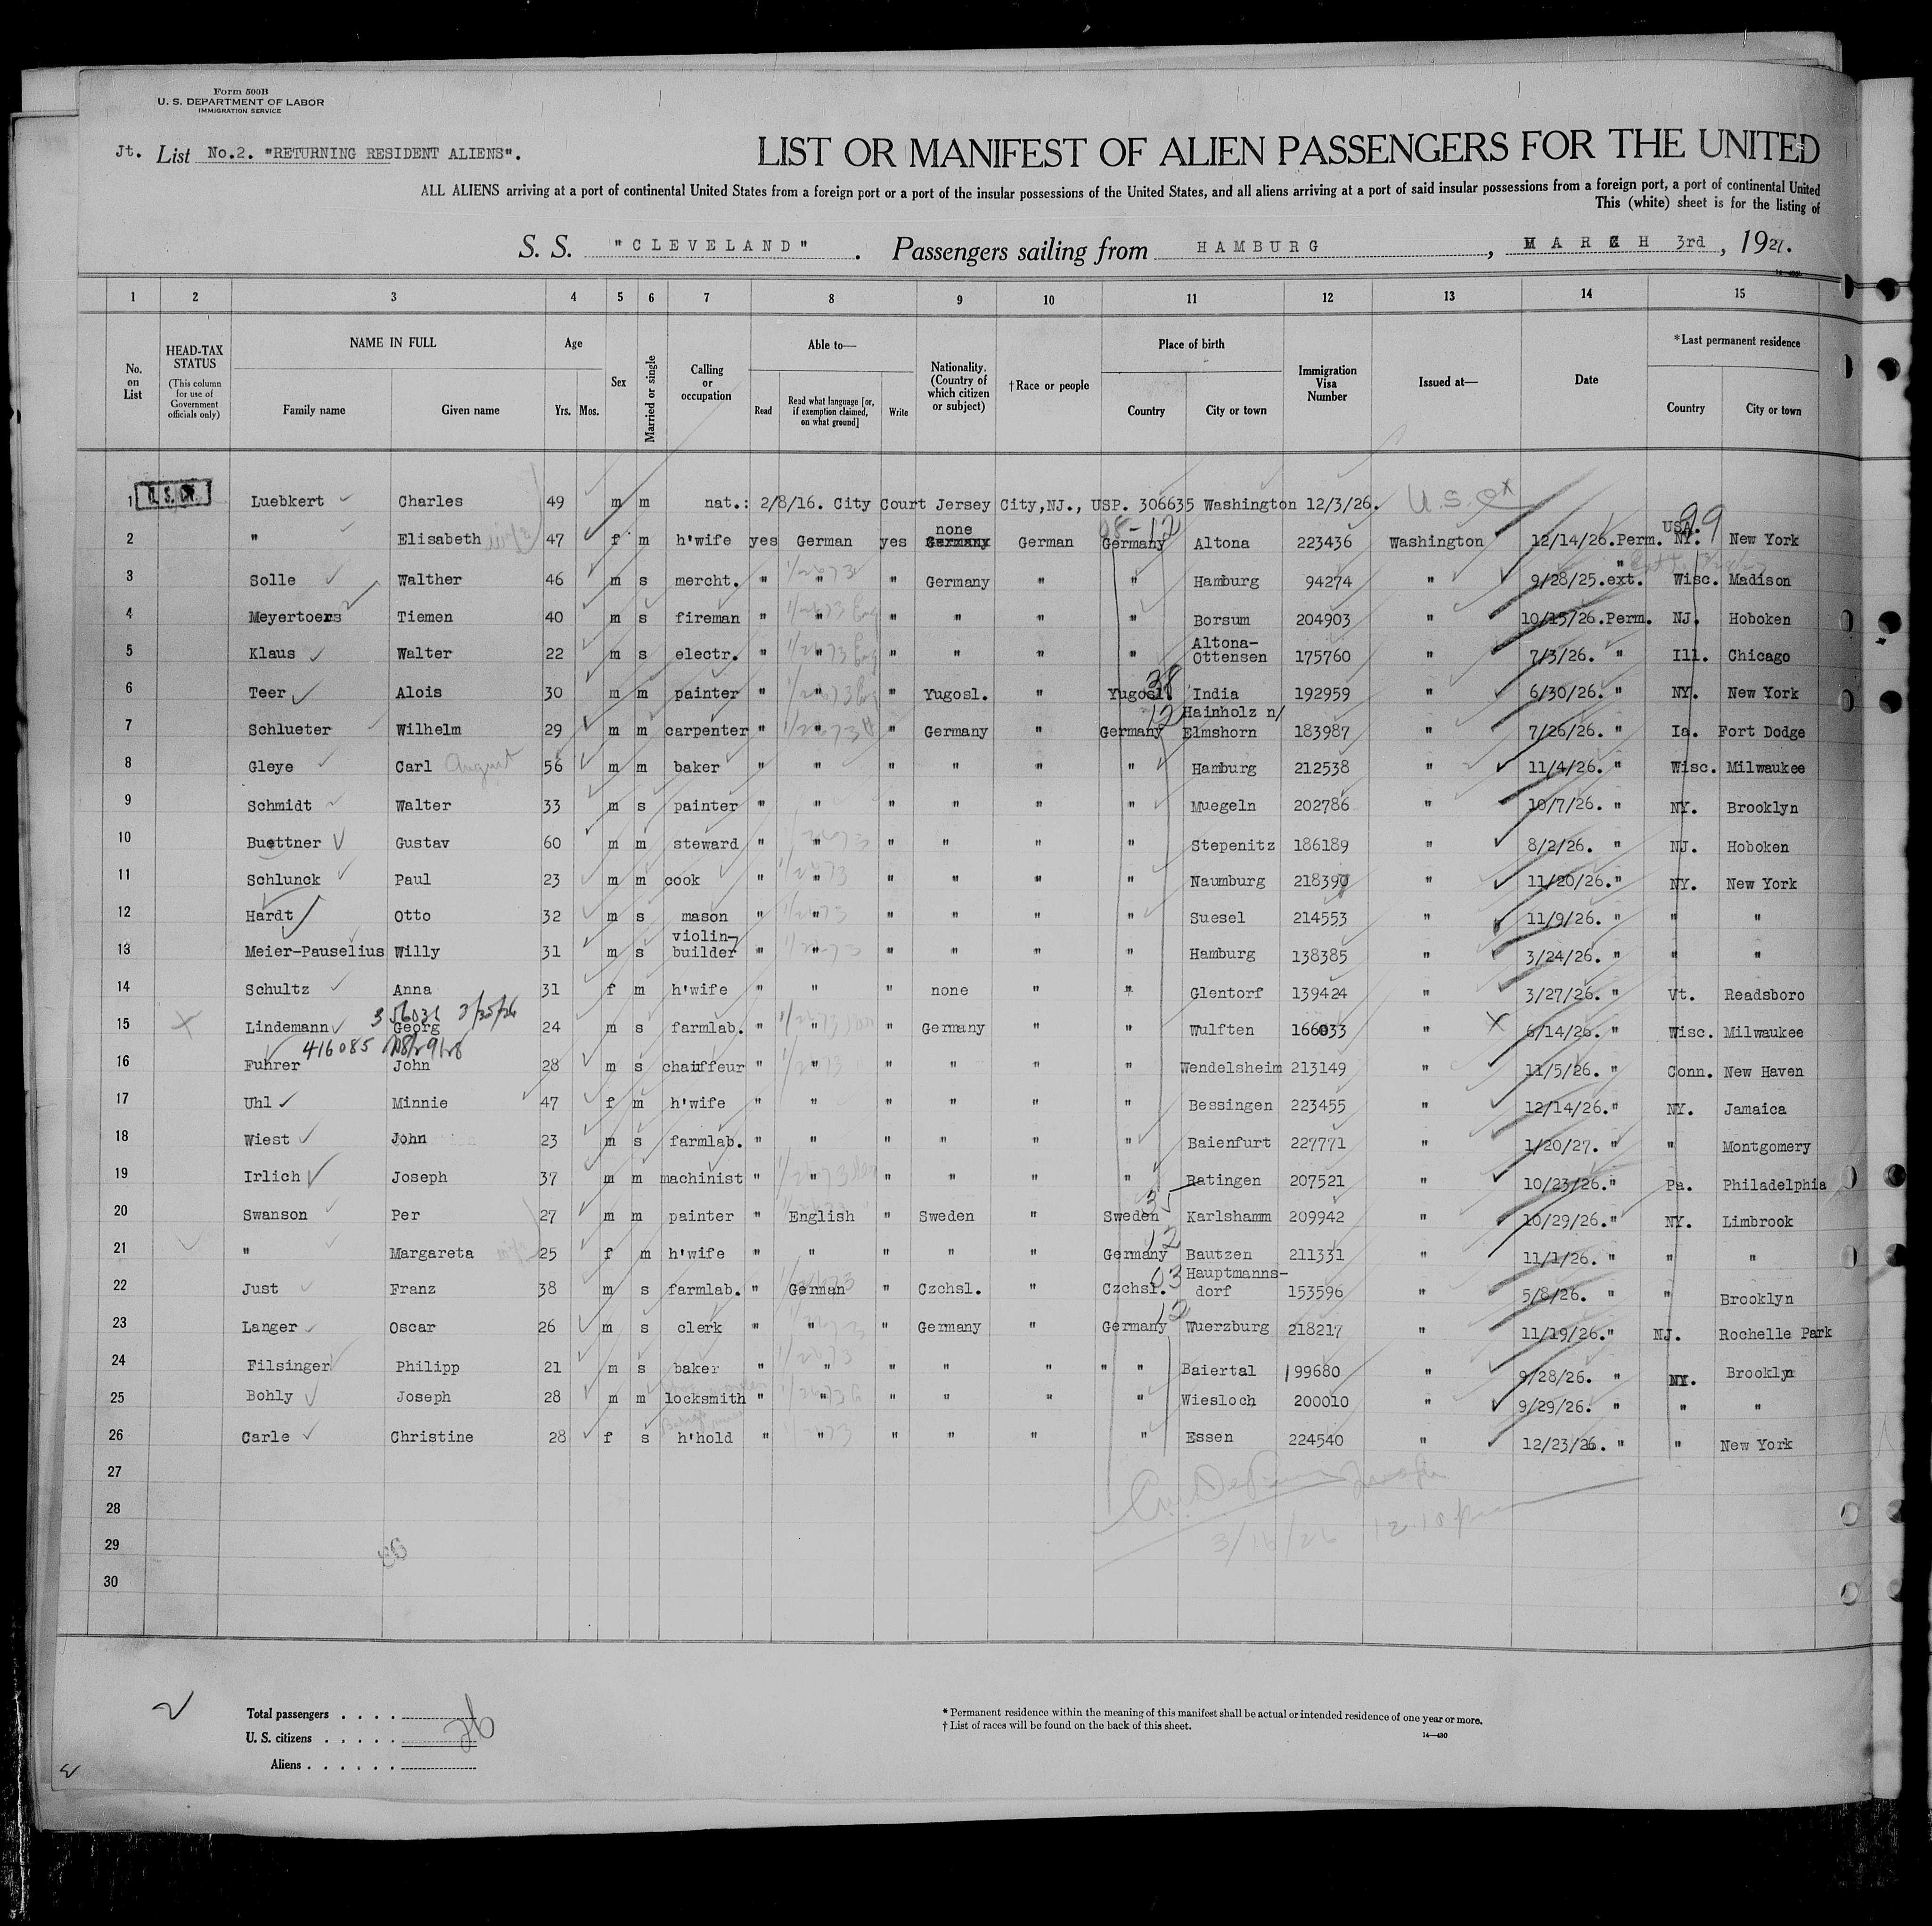 Form 500B
U. S. DEPARTMENT OF LABOR
IMMIGRATION SERVICE
Jt. List No.2. "RETURNING RESIDENT ALIENS".
LIST OR MANIFEST OF ALIEN PASSENGERS FOR THE UNITED
ALL ALIENS arriving at a port of continental United States from a foreign port or a port of the insular possessions of the United States, and all aliens arriving at a port of said insular possessions from a foreign port, a port of continental United
This (white) sheet is for the listing of
S. S. "CLEVELAND". Passengers sailing from HAMBURG, MARCH 3rd, 1927.
1 2 3 4 5 6 7 8 9 10 11 12 13 14 15
No. on List
HEAD-TAX STATUS (This column for use of Government officials only)
NAME IN FULL Family name Given name
Age Yrs. Mos.
Sex
Married or single
Calling or occupation
Able to— Read Read what language [or, if exemption claimed, on what ground] Write
Nationality. (Country of which citizen or subject)
†Race or people
Place of birth Country City or town
Immigration Visa Number
Issued at—
Date
*Last permanent residence Country City or town
1 U.S. Luebkert Charles 49 m m nat.: 2/8/16. City Court Jersey City,NJ., USP. 306635 Washington 12/3/26. U.S.
2 " Elisabeth wife 47 f m h'wife yes German yes none Germany German Germany 12 Altona 223436 Washington 12/14/26.Perm. USA. NY. 99 New York
3 Solle Walther 46 m s mercht. " " " Germany " " Hamburg 94274 " 9/28/25.ext. " Wisc. Madison
4 Meyertoers Tiemen 40 m s fireman " " " " " " Borsum 204903 " 10/15/26.Perm. NJ. Hoboken
5 Klaus Walter 22 m s electr. " " " " " " Altona-Ottensen 175760 " 7/3/26. " Ill. Chicago
6 Teer Alois 30 m m painter " " " Yugosl. " Yugosl. 38 India 192959 " 6/30/26. " NY. New York
7 Schlueter Wilhelm 29 m m carpenter " " " Germany " Germany 12 Hainholz n/ Elmshorn 183987 " 7/26/26. " Ia. Fort Dodge
8 Gleye Carl August 56 m m baker " " " " " " Hamburg 212538 " 11/4/26. " Wisc. Milwaukee
9 Schmidt Walter 33 m s painter " " " " " " Muegeln 202786 " 10/7/26. " NY. Brooklyn
10 Buettner Gustav 60 m m steward " " " " " " Stepenitz 186189 " 8/2/26. " NJ. Hoboken
11 Schlunck Paul 23 m m cook " " " " " " Naumburg 218390 " 11/20/26. " NY. New York
12 Hardt Otto 32 m s mason " " " " " " Suesel 214553 " 11/9/26. " " "
13 Meier-Pauselius Willy 31 m s violin-builder " " " " " " Hamburg 138385 " 3/24/26. " " "
14 Schultz Anna 31 f m h'wife " " " none " " Glentorf 139424 " 3/27/26. " Vt. Readsboro
15 Lindemann Georg 24 m s farmlab. " " " Germany " " Wulften 166033 " 6/14/26. " Wisc. Milwaukee
416085
16 Fuhrer John 28 m s chauffeur " " " " " " Wendelsheim 213149 " 11/5/26. " Conn. New Haven
17 Uhl Minnie 47 f m h'wife " " " " " " Bessingen 223455 " 12/14/26. " NY. Jamaica
18 Wiest John 23 m s farmlab. " " " " " " Baienfurt 227771 " 1/20/27. " " Montgomery
19 Irlich Joseph 37 m m machinist " " " " " " Ratingen 207521 " 10/23/26. " Pa. Philadelphia
20 Swanson Per 27 m m painter " English " Sweden " Sweden 35 Karlshamm 209942 " 10/29/26. " NY. Limbrook
21 " Margareta wife 25 f m h'wife " " " " " Germany 12 Bautzen 211331 " 11/1/26. " " "
22 Just Franz 38 m s farmlab. " German " Czchsl. " Czchsl. 03 Hauptmanns-dorf 153596 " 5/8/26. " " Brooklyn
23 Langer Oscar 26 m s clerk " " " Germany " Germany 12 Wuerzburg 218217 " 11/19/26. " NJ. Rochelle Park
24 Filsinger Philipp 21 m s baker " " " " " " " Baiertal 199680 " 9/28/26. " NY. Brooklyn
25 Bohly Joseph 28 m m locksmith " " " " " " Wiesloch 200010 " 9/29/26. " " "
26 Carle Christine 28 f s h'hold " " " " " " Essen 224540 " 12/23/26. " " New York
27
28
29
30
3/16/26
Total passengers . . . .
U. S. citizens . . . . . 26
Aliens . . . . . .
* Permanent residence within the meaning of this manifest shall be actual or intended residence of one year or more.
† List of races will be found on the back of this sheet.
14—430